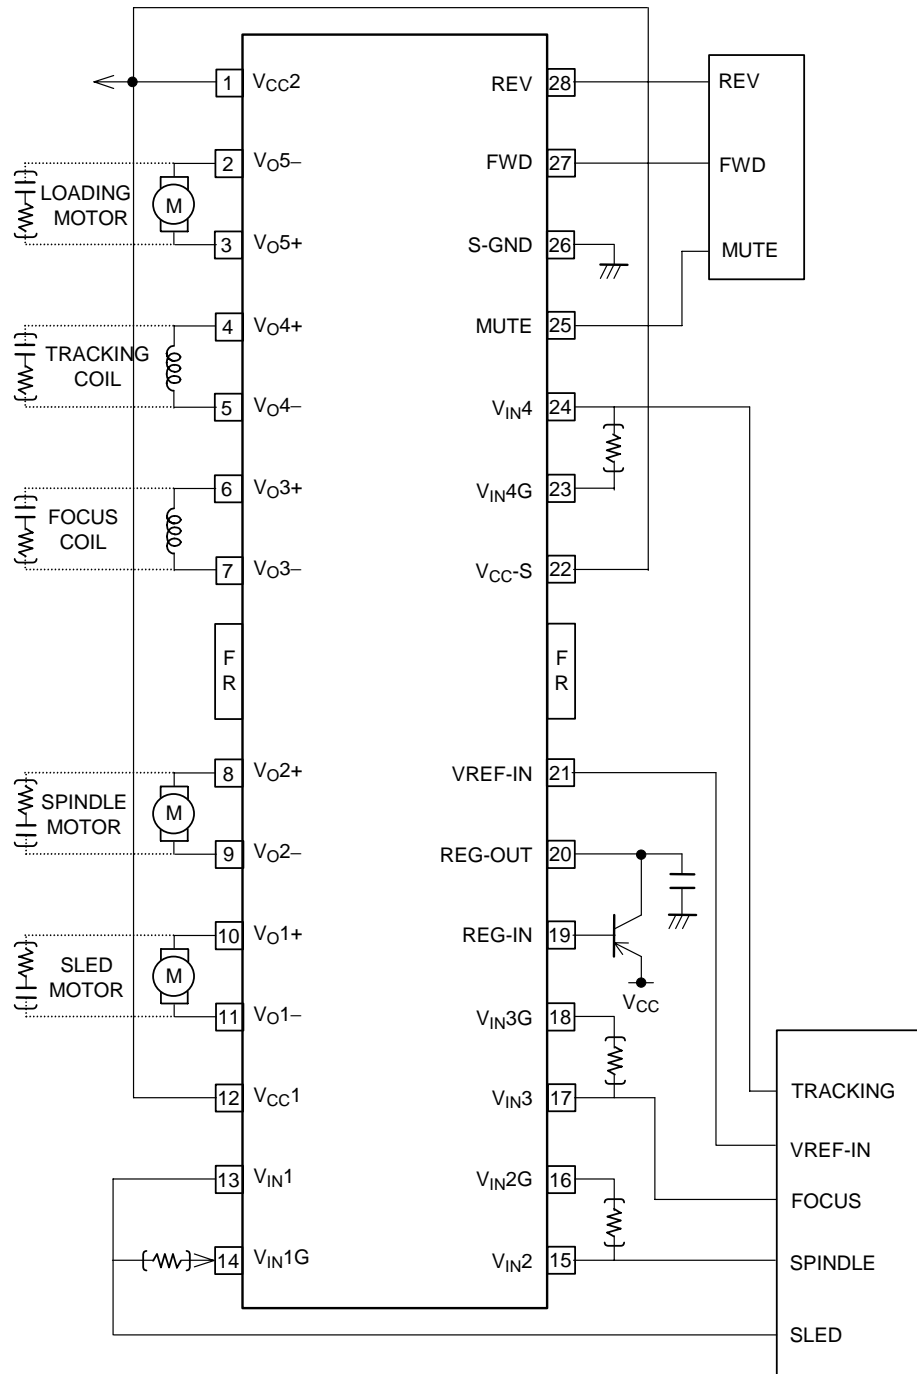 1 VCC2
2 VO5–
3 VO5+
4 VO4+
5 VO4–
6 VO3+
7 VO3–
F
R
8 VO2+
9 VO2–
10 VO1+
11 VO1–
12 VCC1
13 VIN1
14 VIN1G
LOADING
MOTOR
M
TRACKING
COIL
FOCUS
COIL
SPINDLE
MOTOR
M
SLED
MOTOR
M
REV 28
FWD 27
S-GND 26
MUTE 25
VIN4 24
VIN4G 23
VCC-S 22
F
R
VREF-IN 21
REG-OUT 20
REG-IN 19
VIN3G 18
VIN3 17
VIN2G 16
VIN2 15
VCC
REV
FWD
MUTE
TRACKING
VREF-IN
FOCUS
SPINDLE
SLED